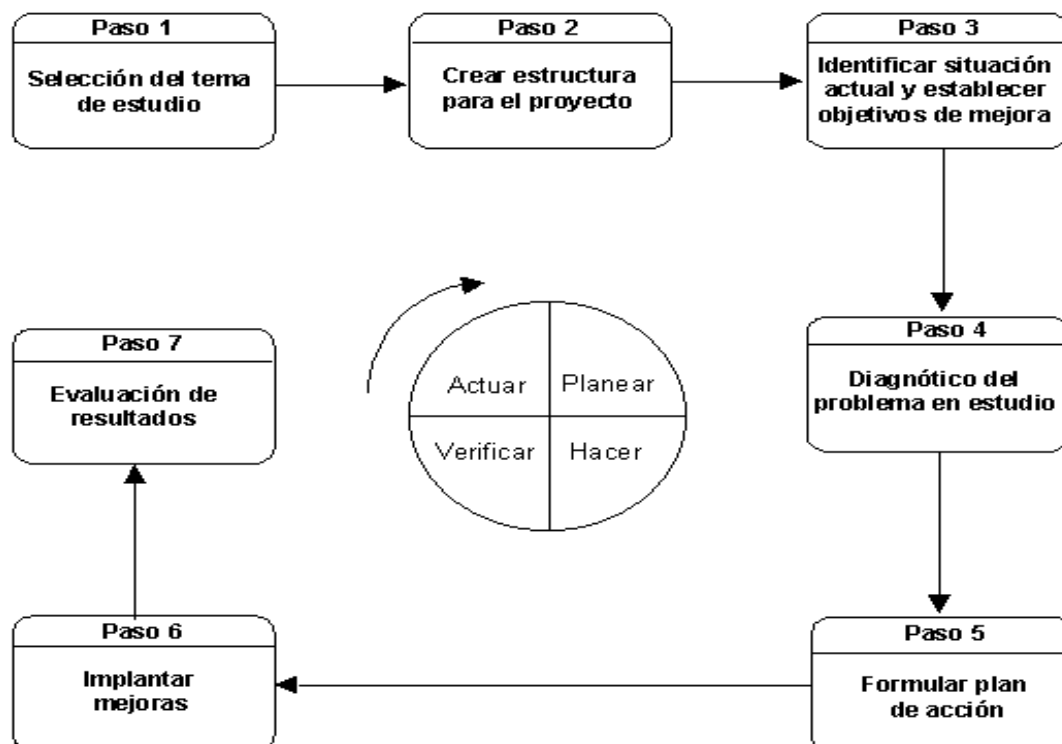 Paso 1
Selección del tema
de estudio
Paso 2
Crear estructura
para el proyecto
Paso 3
Identificar situación
actual y establecer
objetivos de mejora
Paso 4
Diagnótico del
problema en estudio
Paso 5
Formular plan
de acción
Paso 6
Implantar
mejoras
Paso 7
Evaluación de
resultados
Actuar
Planear
Verificar
Hacer